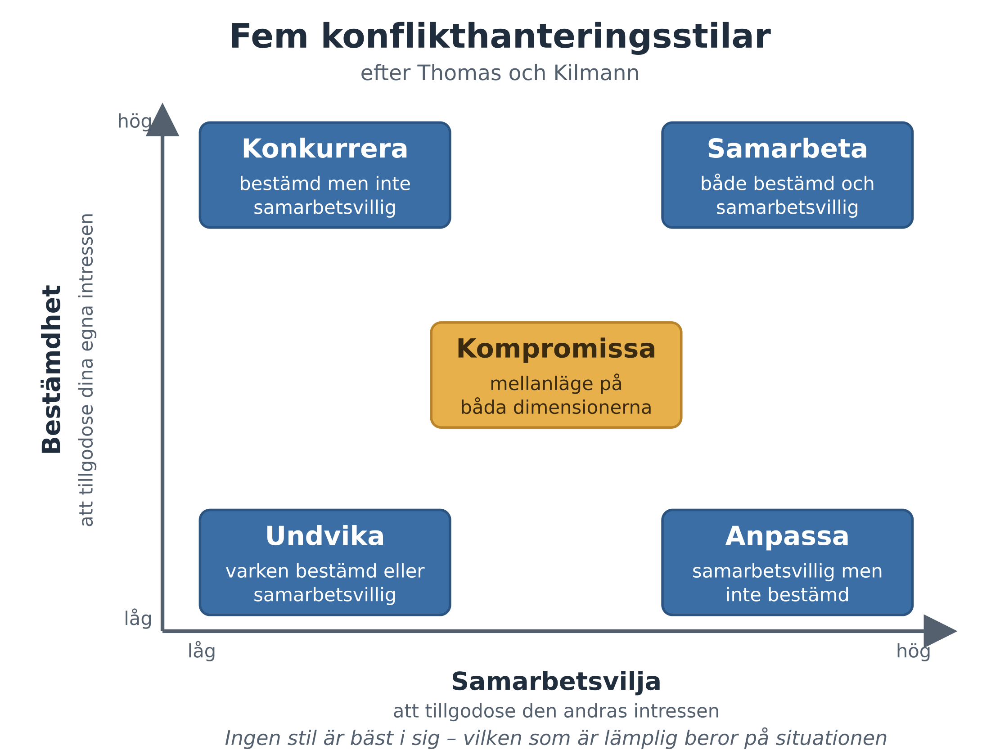 Fem konflikthanteringsstilar
efter Thomas och Kilmann
hög
Konkurrera
bestämd men inte
samarbetsvillig
Samarbeta
både bestämd och
samarbetsvillig
Bestämdhet
att tillgodose dina egna intressen
Kompromissa
mellanläge på
båda dimensionerna
Undvika
varken bestämd eller
samarbetsvillig
Anpassa
samarbetsvillig men
inte bestämd
låg
låg
hög
Samarbetsvilja
att tillgodose den andras intressen
Ingen stil är bäst i sig – vilken som är lämplig beror på situationen